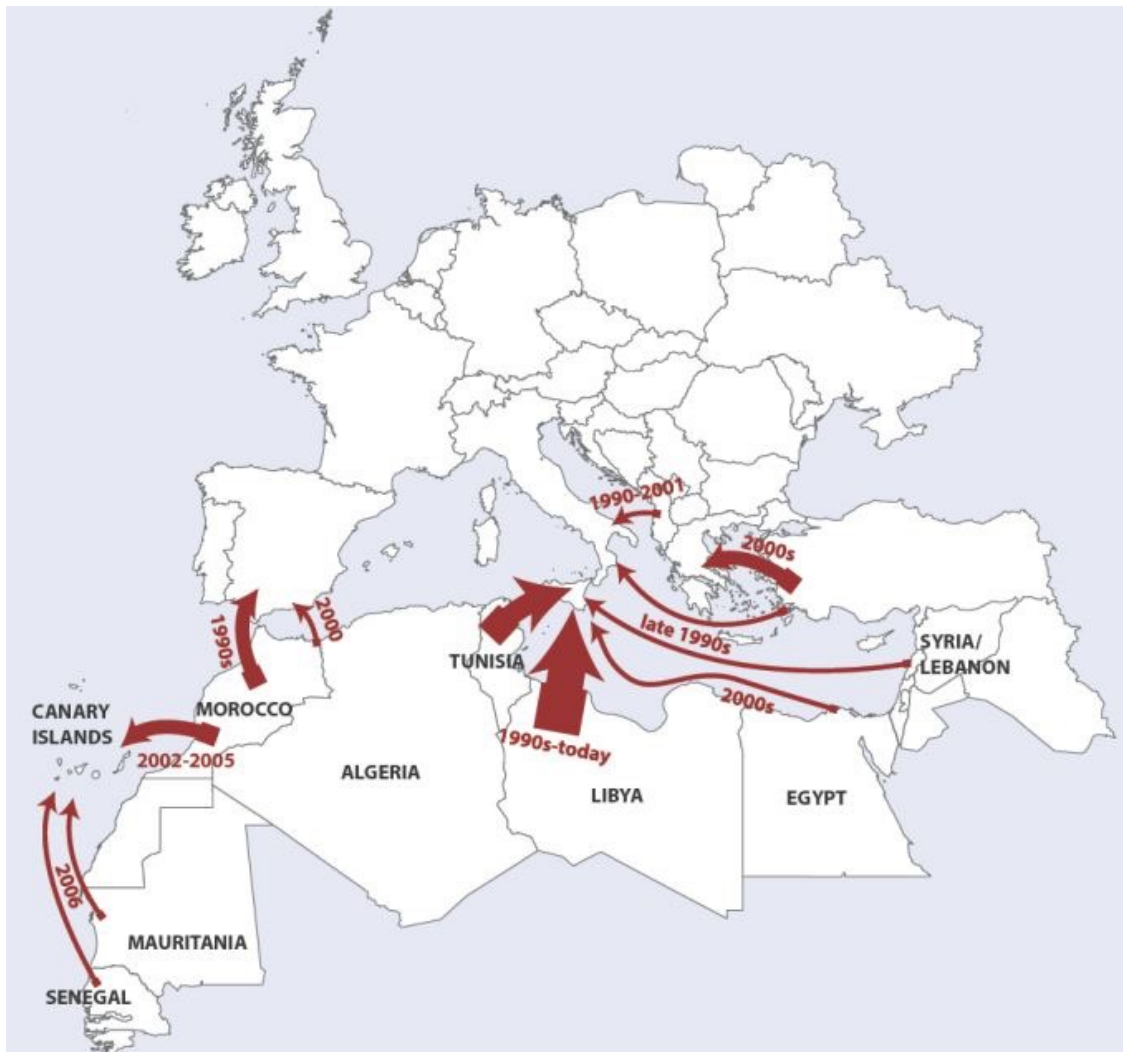 1990-2001
2000s
2000
1990s
late 1990s
SYRIA/
LEBANON
TUNISIA
2000s
CANARY
ISLANDS
MOROCCO
1990s-today
2002-2005
ALGERIA
LIBYA
EGYPT
2006
MAURITANIA
SENEGAL